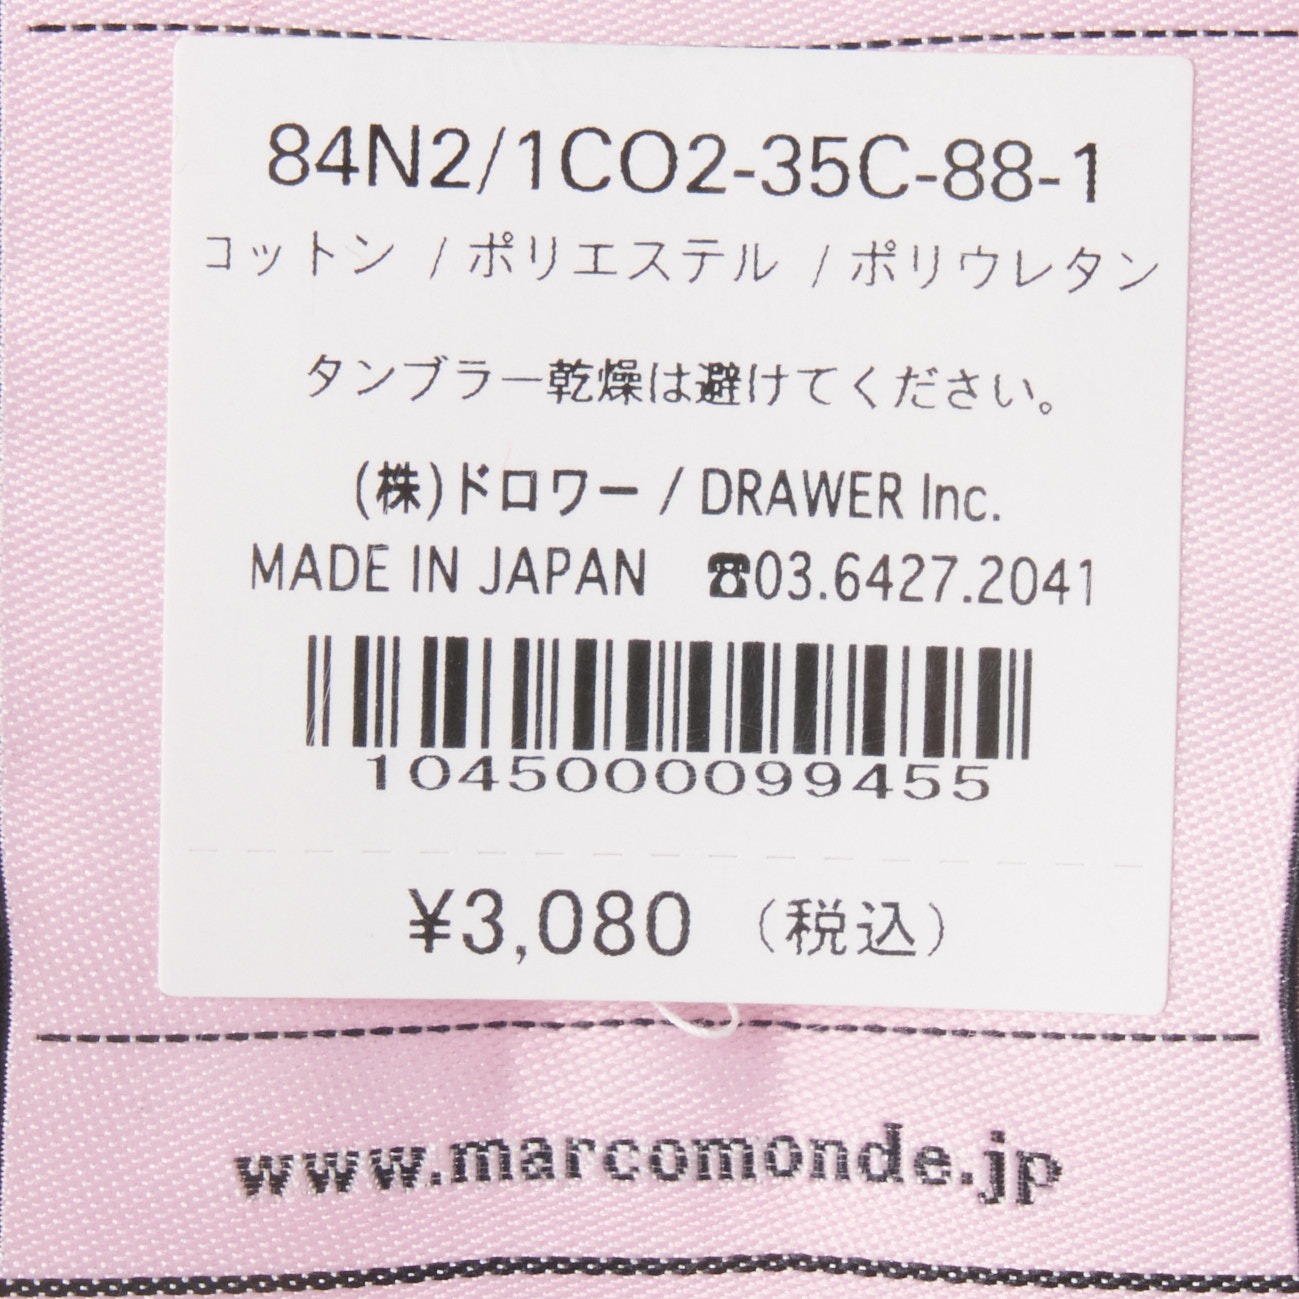 84N2/1CO2-35C-88-1
コットン / ポリエステル / ポリウレタン
タンブラー乾燥は避けてください。
(株)ドロワー / DRAWER Inc.
MADE IN JAPAN ☎03.6427.2041
1045000099455
¥3,080 （税込）
www.marcomonde.jp